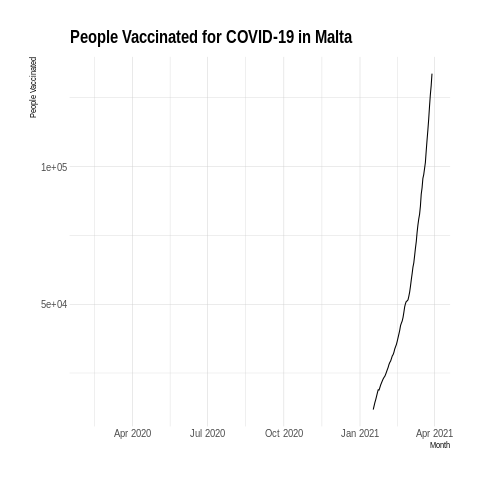 People Vaccinated for COVID-19 in Malta
People Vaccinated
1e+05
5e+04
Apr 2020 Jul 2020 Oct 2020 Jan 2021 Apr 2021
Month